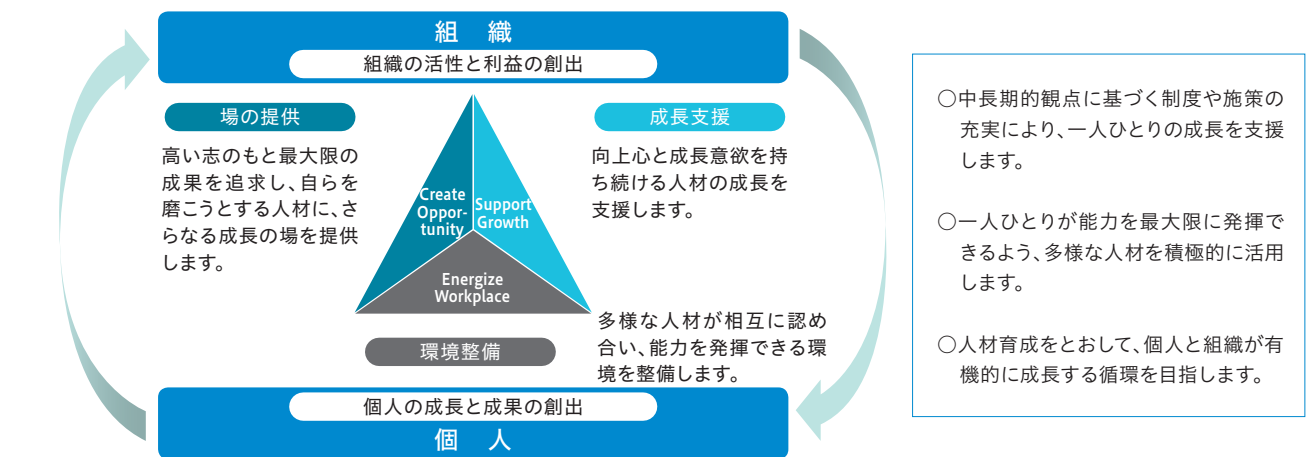 組 織
組織の活性と利益の創出
場の提供
高い志のもと最大限の
成果を追求し、自らを
磨こうとする人材に、さ
らなる成長の場を提供
します。
成長支援
向上心と成長意欲を持
ち続ける人材の成長を
支援します。
Create
Oppor-
tunity
Support
Growth
Energize
Workplace
環境整備
多様な人材が相互に認め
合い、能力を発揮できる環
境を整備します。
個人の成長と成果の創出
個 人
○中長期的観点に基づく制度や施策の
充実により、一人ひとりの成長を支援
します。
○一人ひとりが能力を最大限に発揮で
きるよう、多様な人材を積極的に活用
します。
○人材育成をとおして、個人と組織が有
機的に成長する循環を目指します。